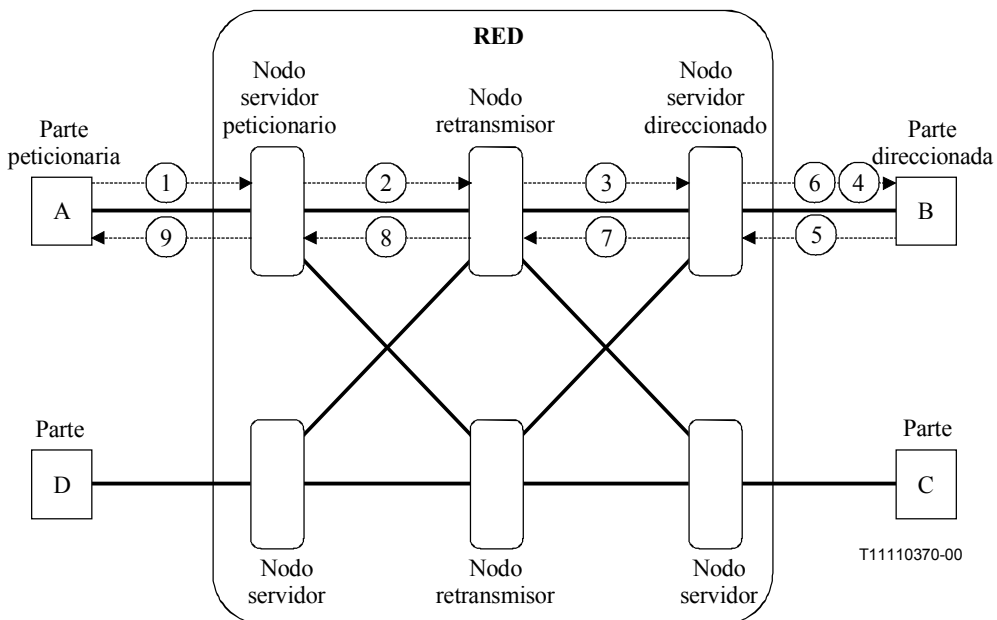 RED
Nodo
servidor
peticionario
Nodo
retransmisor
Nodo
servidor
direccionado
Parte
peticionaria
Parte
direccionada
1
2
3
6
4
A
B
9
8
7
5
Parte
Parte
D
C
T11110370-00
Nodo
servidor
Nodo
retransmisor
Nodo
servidor